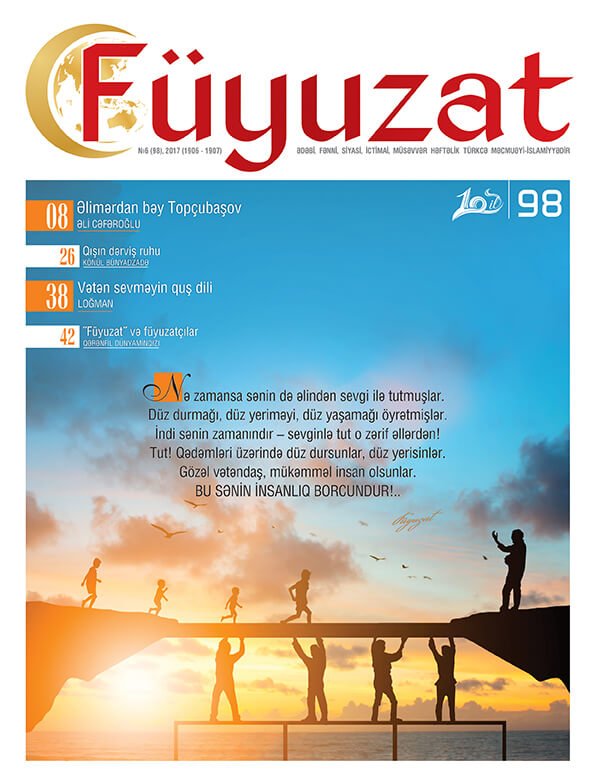 Füyuzat
№6 (98), 2017 (1906 - 1907)
ƏDƏBİ, FƏNNİ, SİYASİ, İCTİMAİ, MÜSƏVVƏR HƏFTƏLİK TÜRKCƏ MƏCMUƏYİ-İSLAMİYYƏDİR
10 il
98
08 Əlimərdan bəy Topçubaşov
ƏLİ CƏFƏROĞLU
26 Qışın dərviş ruhu
KÖNÜL BÜNYADZADƏ
38 Vətən sevməyin quş dili
LOĞMAN
42 "Füyuzat" və füyuzatçılar
QƏRƏNFİL DÜNYAMİNQIZI
Nə zamansa sənin də əlindən sevgi ilə tutmuşlar.
Düz durmağı, düz yeriməyi, düz yaşamağı öyrətmişlər.
İndi sənin zamanındır – sevginlə tut o zərif əllərdən!
Tut! Qədəmləri üzərində düz dursunlar, düz yerisinlər.
Gözəl vətəndaş, mükəmməl insan olsunlar.
BU SƏNİN İNSANLIQ BORCUNDUR!..
Füyuzat